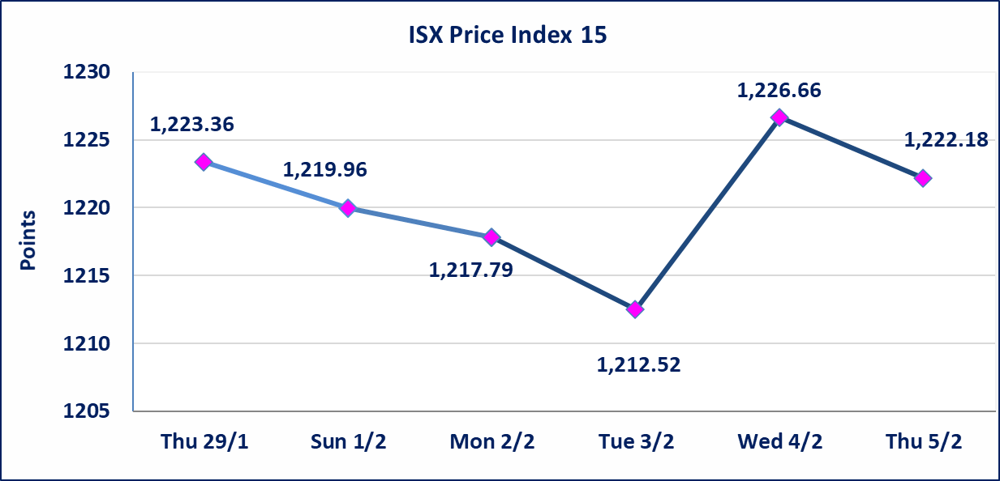 ISX Price Index 15
1230
1225
1220
1215
1210
1205
Points
1,223.36
1,219.96
1,217.79
1,212.52
1,226.66
1,222.18
Thu 29/1
Sun 1/2
Mon 2/2
Tue 3/2
Wed 4/2
Thu 5/2